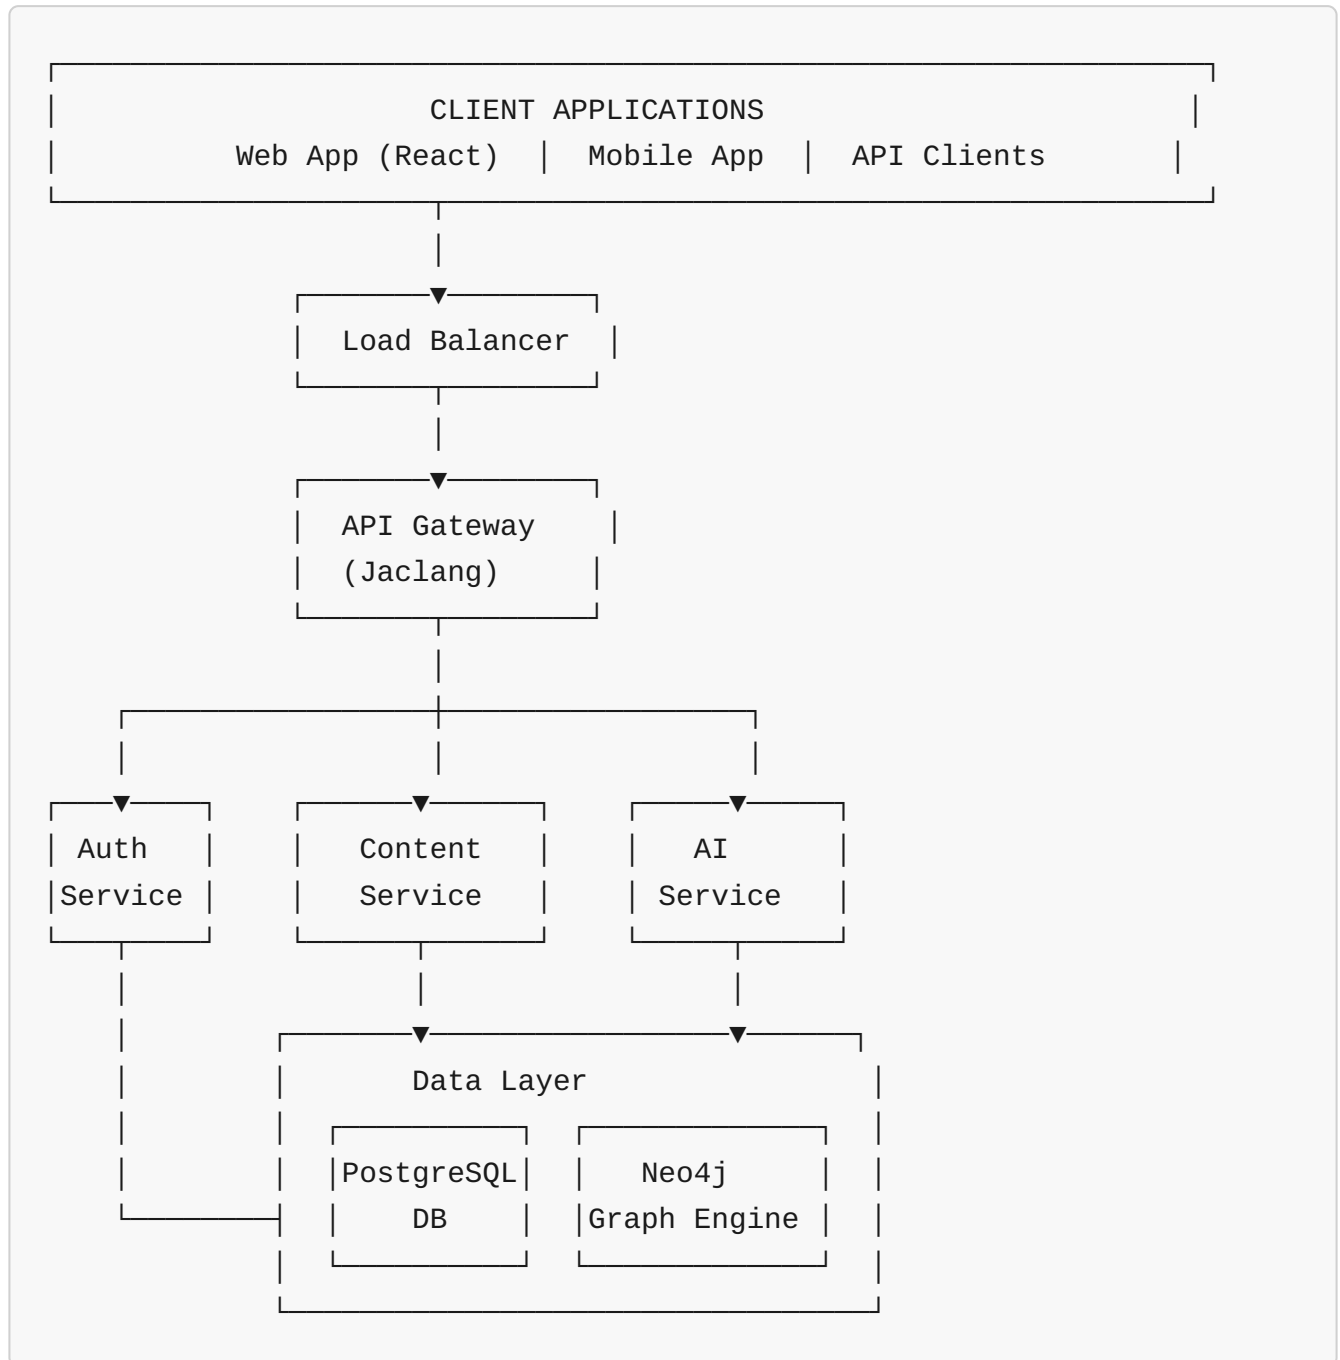 CLIENT APPLICATIONS
Web App (React) │ Mobile App │ API Clients
Load Balancer
API Gateway
(Jaclang)
Auth Content AI
Service Service Service
Data Layer
PostgreSQL Neo4j
DB Graph Engine